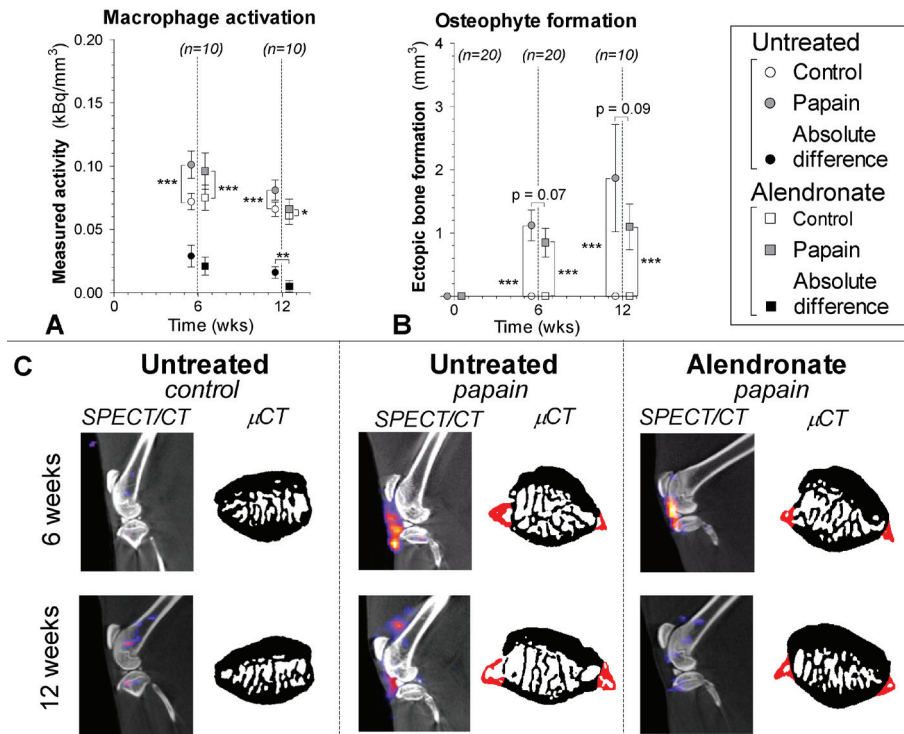 Macrophage activation
Measured activity (kBq/mm³)
0.20
0.15
0.10
0.05
0.00
(n=10)
(n=10)
***
***
***
*
**
0
6
12
Time (wks)
A
Osteophyte formation
Ectopic bone formation (mm³)
4
3
2
1
(n=20)
(n=20)
(n=10)
p = 0.07
p = 0.09
***
***
***
***
0
6
12
Time (wks)
B
Untreated
Control
Papain
Absolute
difference
Alendronate
Control
Papain
Absolute
difference
C
Untreated
control
SPECT/CT
μCT
Untreated
papain
SPECT/CT
μCT
Alendronate
papain
SPECT/CT
μCT
6 weeks
12 weeks